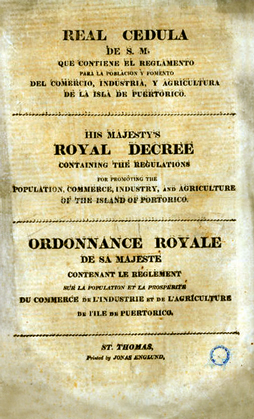 REAL CEDULA
DE S. M.
QUE CONTIENE EL REGLAMENTO
PARA LA POBLACION Y FOMENTO
DEL COMERCIO, INDUSTRIA, Y AGRICULTURA
DE LA ISLA DE PUERTORICO.
HIS MAJESTY'S
ROYAL DECREE
CONTAINING THE REGULATIONS
FOR PROMOTING THE
POPULATION, COMMERCE, INDUSTRY, AND AGRICULTURE
OF THE ISLAND OF PORTORICO.
ORDONNANCE ROYALE
DE SA MAJESTÉ
CONTENANT LE RÉGLEMENT
SUR LA POPULATION ET LA PROSPÉRITÉ
DU COMMERCE DE L'INDUSTRIE ET DE L'AGRICULTURE
DE L'ILE DE PUERTORICO.
ST. THOMAS,
Printed by JONAS ENGLUND,